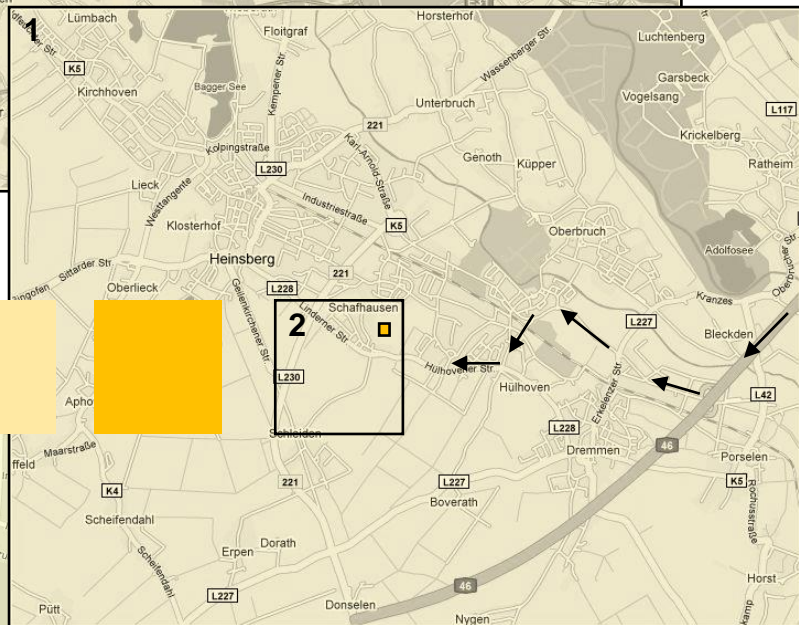 1
Lümbach
Floitgraf
Horsterhof
Luchtenberg
Wassenberger Str.
K5
Kirchhoven
Bagger See
Kempener Str.
Garsbeck
Vogelsang
Unterbruch
L117
221
Krickelberg
Kolpingstraße
Karl-Arnold-Straße
Genoth
Küpper
Ratheim
L230
Lieck
Westtangente
Industriestraße
Klosterhof
K5
Oberbruch
Adolfosee
Heinsberg
Sittarder Str.
221
Oberlieck
L228
Kranzes
Schafhausen
2
Linderner Str
Geilenkirchener Str.
L227
Bleckden
Hülhovener Str.
L230
Hülhoven
Erkelenzer Str.
L42
Schleiden
L228
Maarstraße
Dremmen
46
Porselen
ffeld
221
L227
K5
K4
Boverath
Rochusstraße
Scheifendahl
Dorath
Erpen
Scheifendahl
46
Horst
L227
Pütt
Donselen
Nygen